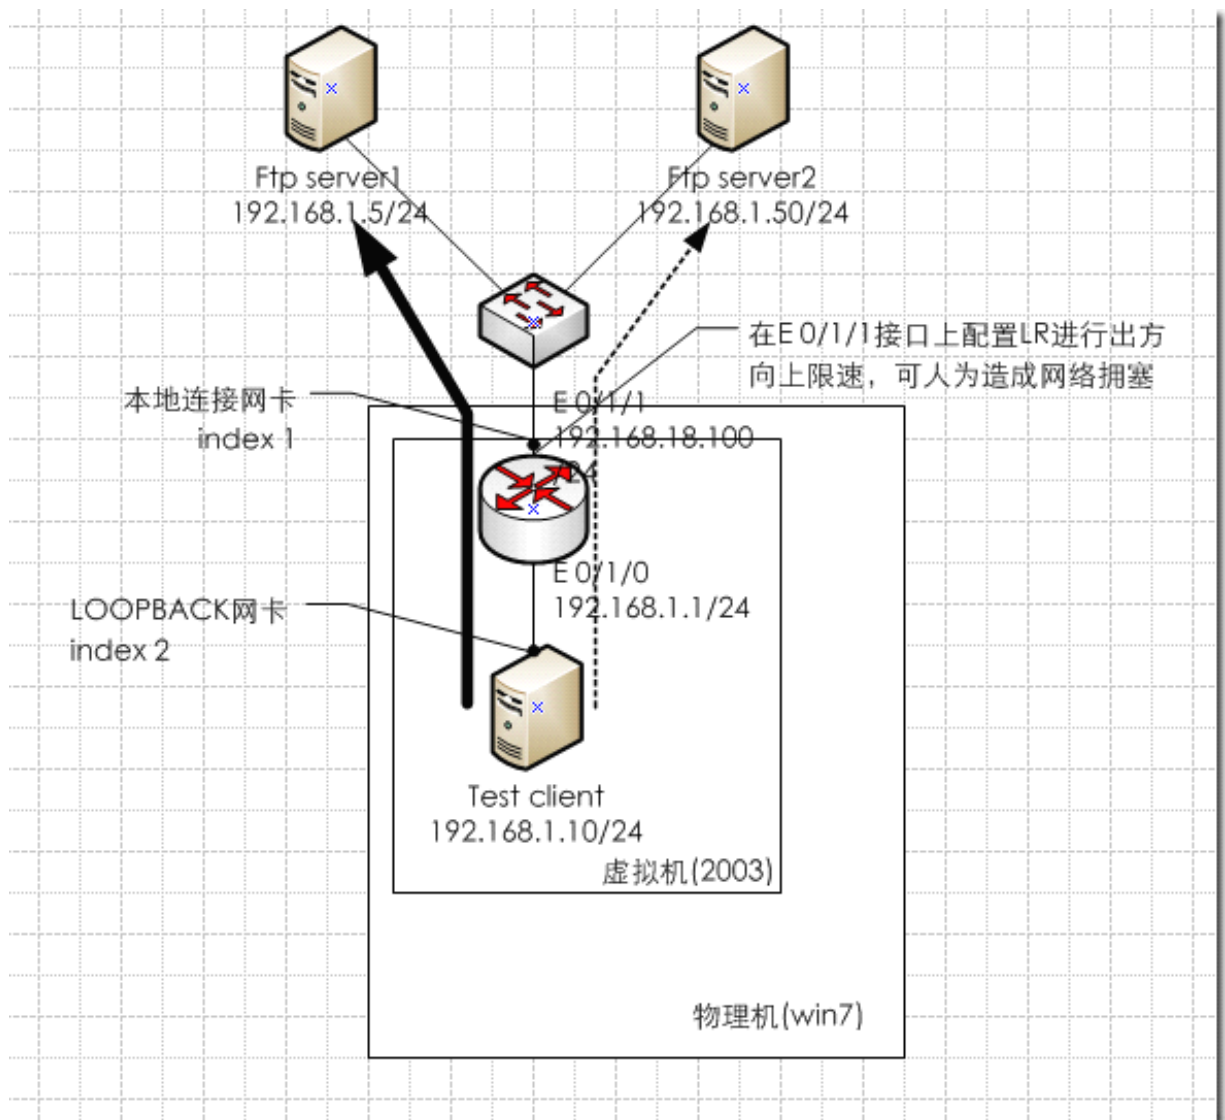 Ftp server1
192.168.1.5/24
Ftp server2
192.168.1.50/24
在E 0/1/1接口上配置LR进行出方
向上限速，可人为造成网络拥塞
本地连接网卡
index 1
E 0/1/1
192.168.18.100
/24
E 0/1/0
192.168.1.1/24
LOOPBACK网卡
index 2
Test client
192.168.1.10/24
虚拟机(2003)
物理机(win7)